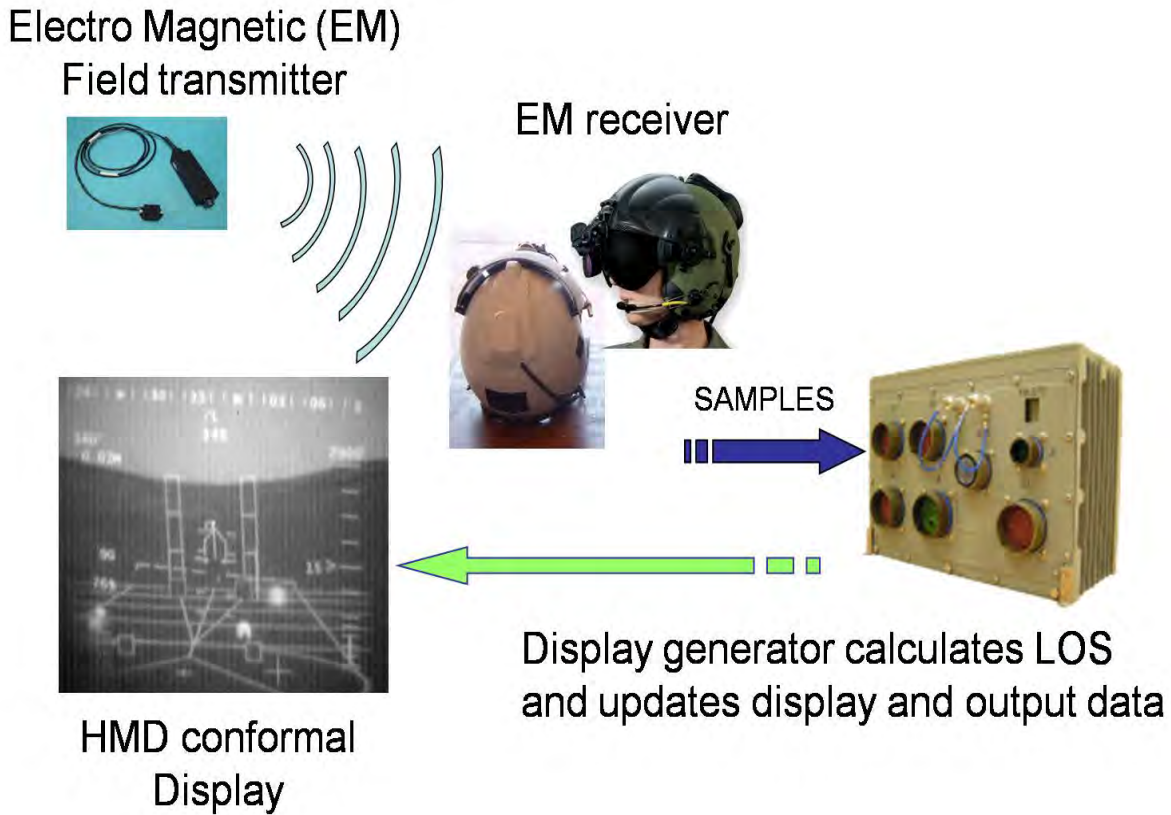 Electro Magnetic (EM)
Field transmitter
EM receiver
SAMPLES
Display generator calculates LOS
and updates display and output data
HMD conformal
Display